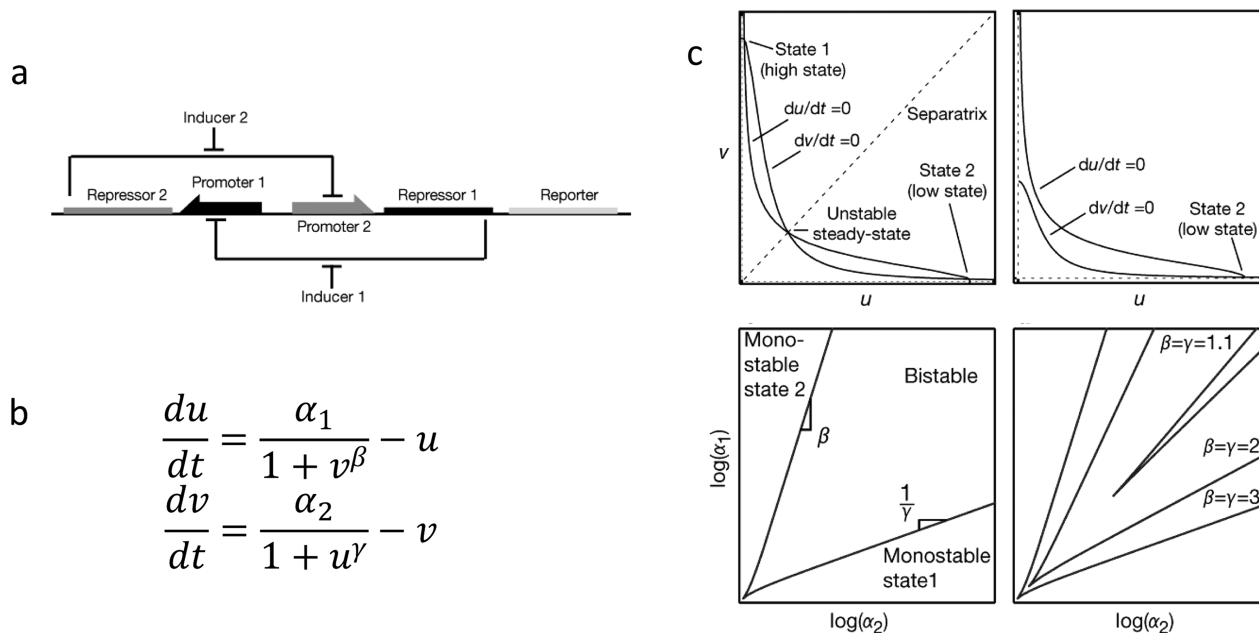 a
Inducer 2
Repressor 2
Promoter 1
Promoter 2
Repressor 1
Reporter
Inducer 1
b
du/dt = α₁/(1 + v^β) − u
dv/dt = α₂/(1 + u^γ) − v
c
State 1
(high state)
du/dt =0
dv/dt =0
Separatrix
State 2
(low state)
Unstable
steady-state
v
u
du/dt=0
dv/dt=0
State 2
(low state)
u
Mono-
stable
state 2
Bistable
β
1/γ
Monostable
state1
log(α₁)
log(α₂)
β=γ=1.1
β=γ=2
β=γ=3
log(α₂)